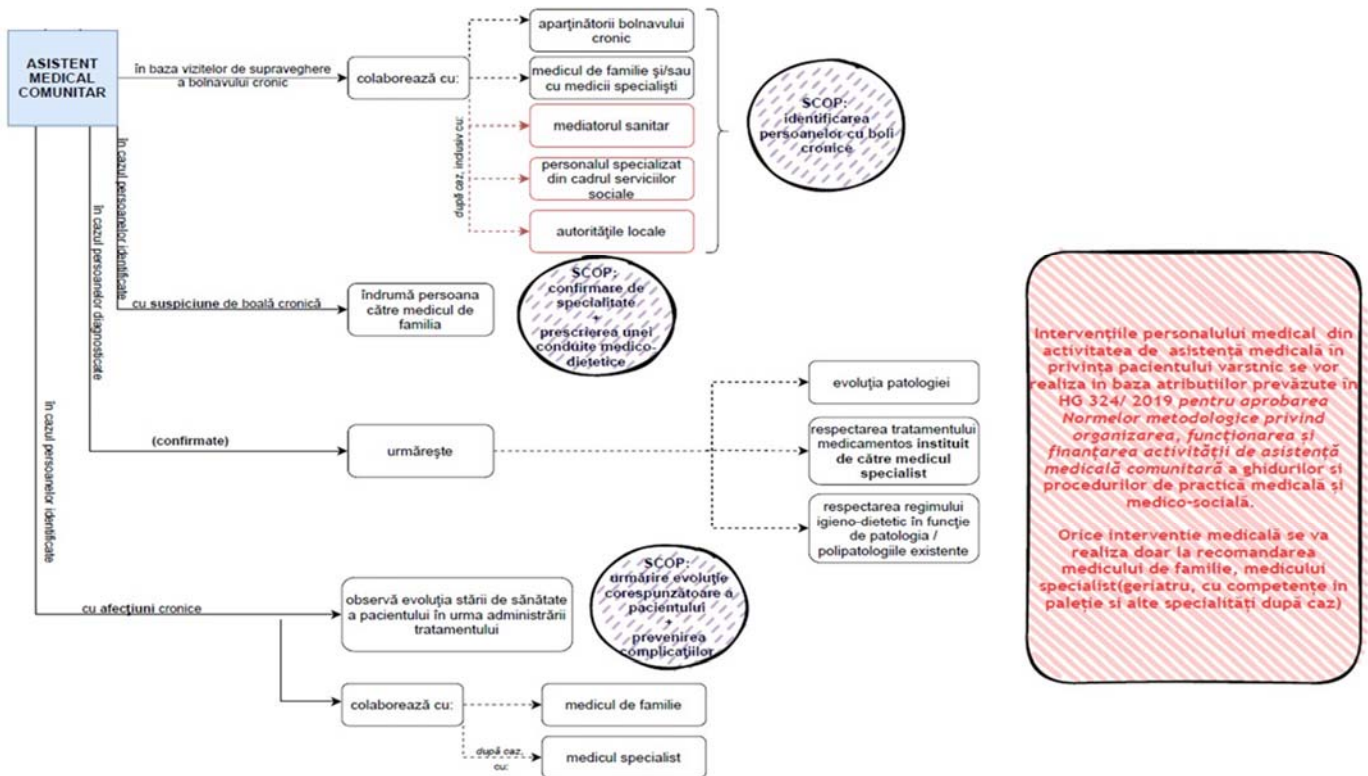 ASISTENT
MEDICAL
COMUNITAR
în baza vizitelor de supraveghere
a bolnavului cronic
colaborează cu:
aparținătorii bolnavului
cronic
medicul de familie și/sau
cu medicii specialiști
după caz, inclusiv cu:
mediatorul sanitar
personalul specializat
din cadrul serviciilor
sociale
autoritățile locale
SCOP:
identificarea
persoanelor cu boli
cronice
în cazul persoanelor identificate
cu suspiciune de boală cronică
îndrumă persoana
către medicul de
familia
SCOP:
confirmare de
specialitate
+
prescrierea unei
conduite medico-
dietetice
în cazul persoanelor diagnosticate
(confirmate)
urmărește
evoluția patologiei
respectarea tratamentului
medicamentos instituit
de către medicul
specialist
respectarea regimului
igieno-dietetic în funcție
de patologia /
polipatologiile existente
în cazul persoanelor identificate
cu afecțiuni cronice
observă evoluția stării de sănătate
a pacientului în urma administrării
tratamentului
SCOP:
urmărire evoluție
corespunzătoare a
pacientului
+
prevenirea
complicațiilor
colaborează cu:
medicul de familie
după caz,
cu:
medicul specialist
Intervențiile personalului medical din
activitatea de asistență medicală în
privința pacientului vârstnic se vor
realiza in baza atributiilor prevăzute în
HG 324/ 2019 pentru aprobarea
Normelor metodologice privind
organizarea, funcționarea și
finanțarea activității de asistență
medicală comunitară a ghidurilor si
procedurilor de practică medicală și
medico-socială.
Orice interventie medicală se va
realiza doar la recomandarea
medicului de familie, medicului
specialist(geriatru, cu competențe in
paleție si alte specialități după caz)